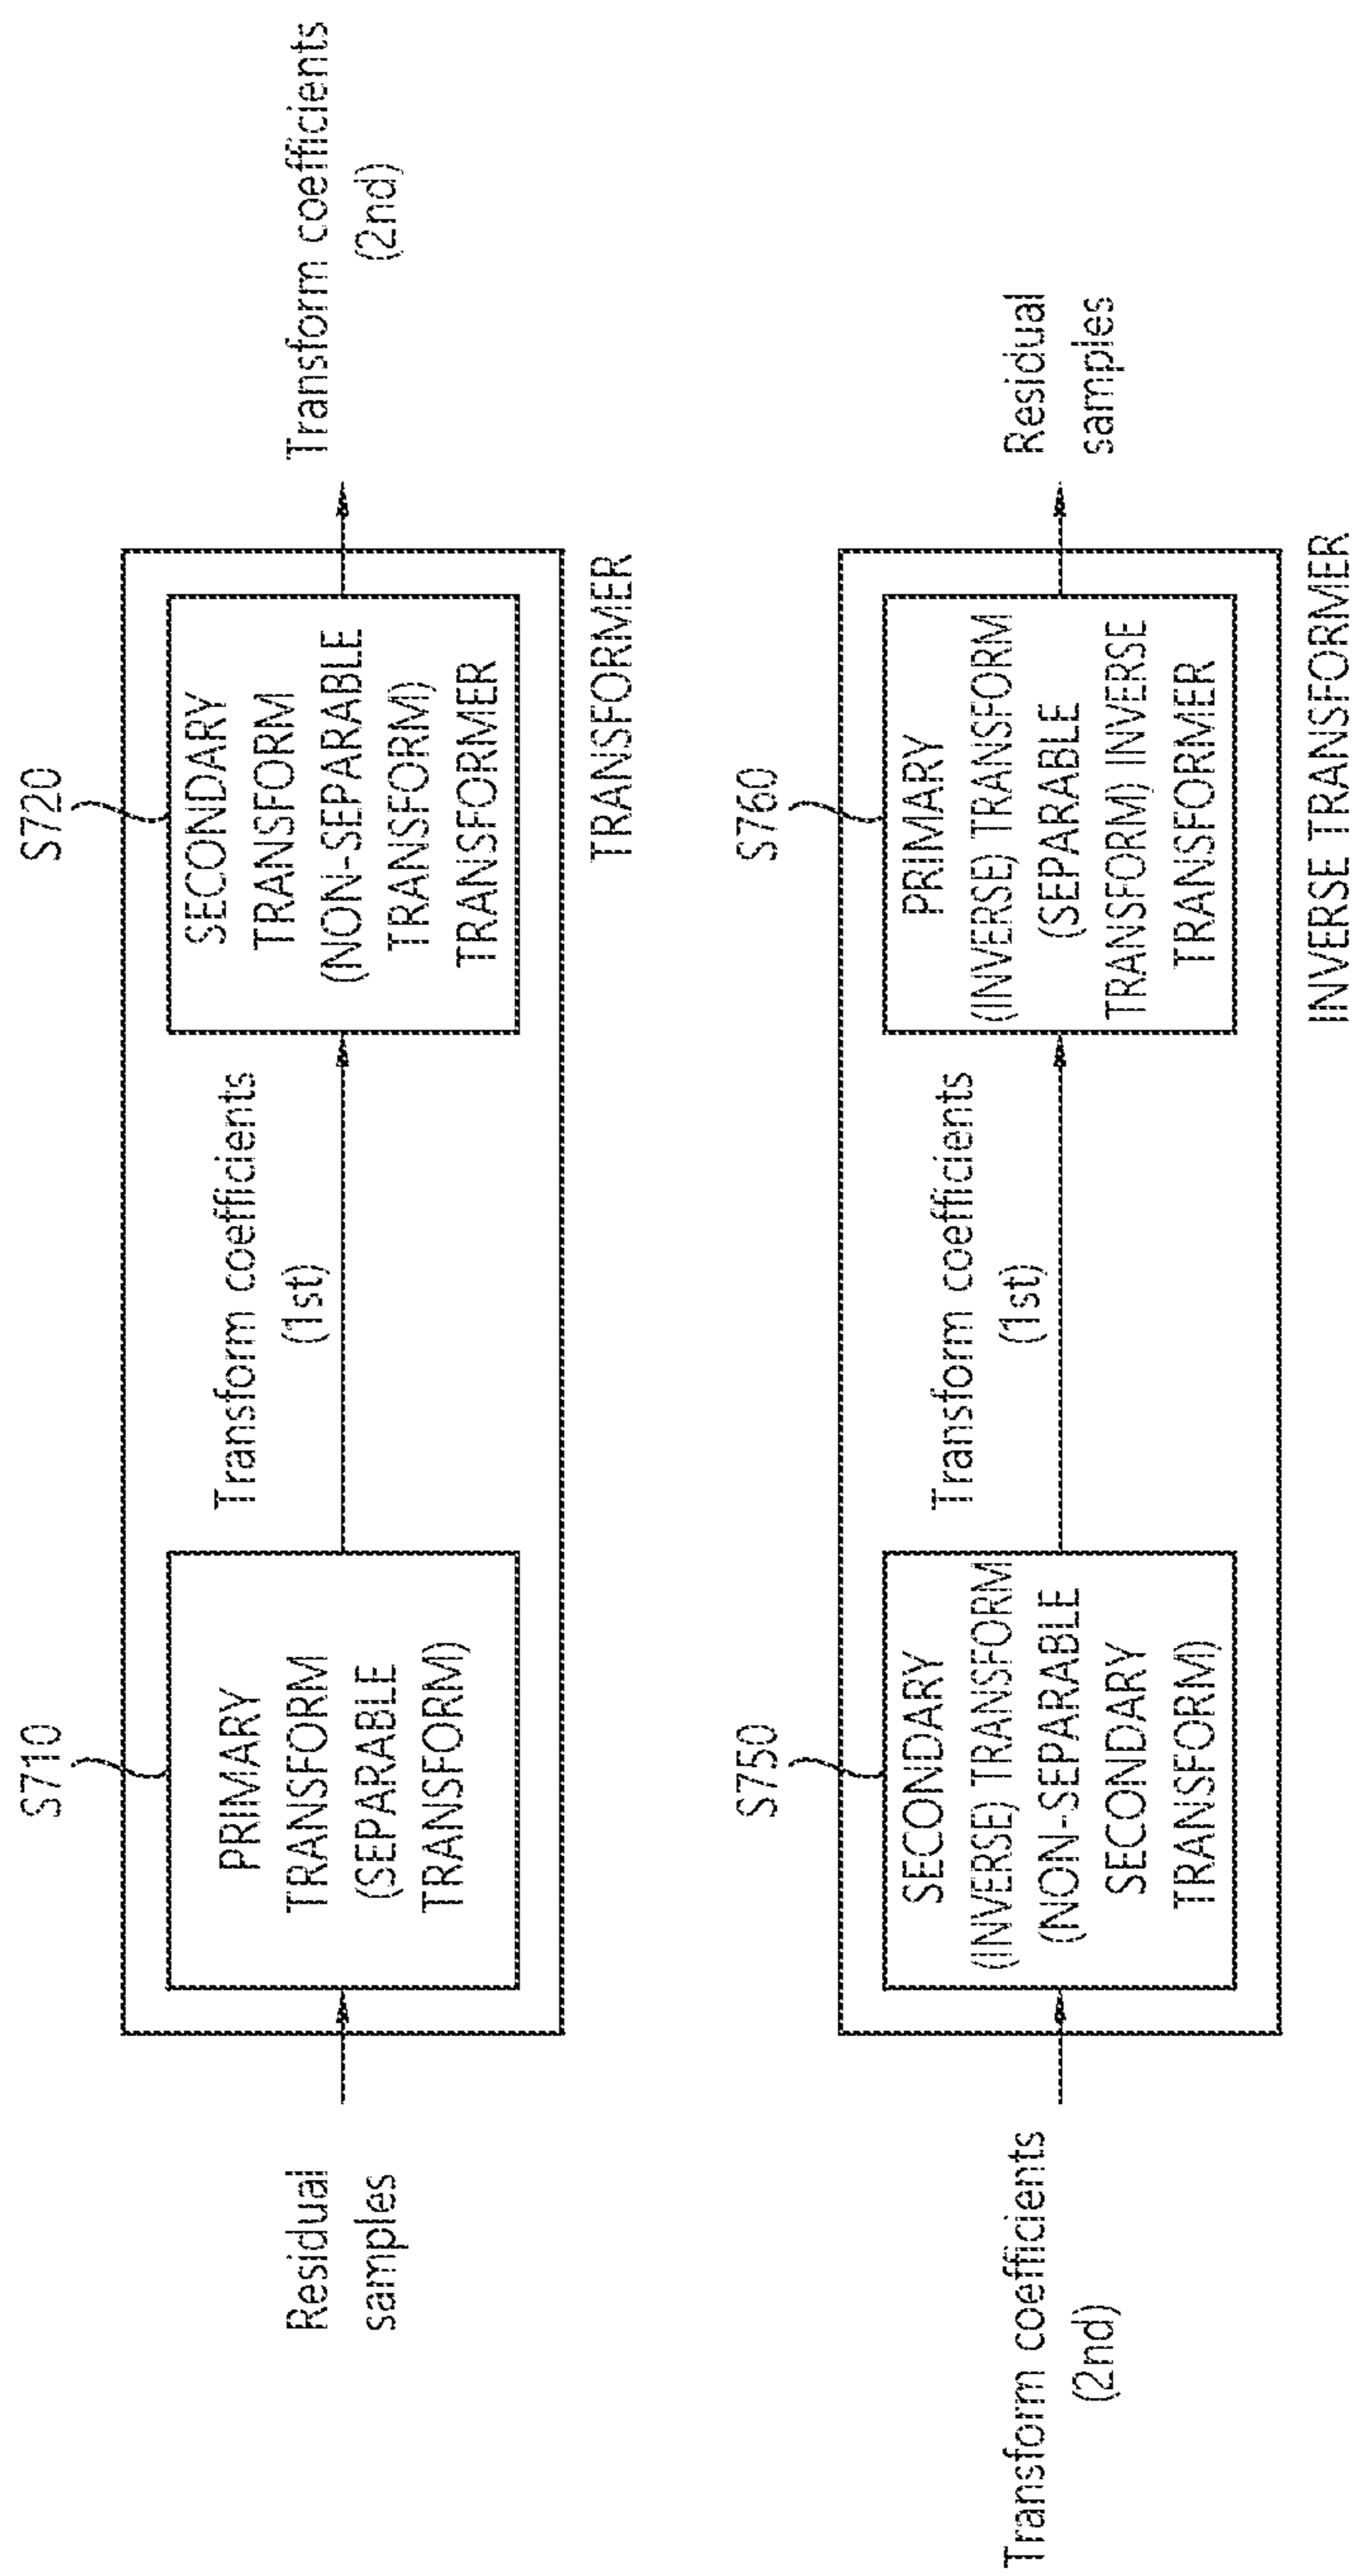 S710
S720
Residual
samples
PRIMARY
TRANSFORM
(SEPARABLE
TRANSFORM)
Transform coefficients
(1st)
SECONDARY
TRANSFORM
(NON-SEPARABLE
TRANSFORM)
TRANSFORMER
Transform coefficients
(2nd)
TRANSFORMER
S750
S760
Transform coefficients
(2nd)
SECONDARY
(INVERSE) TRANSFORM
(NON-SEPARABLE
SECONDARY
TRANSFORM)
Transform coefficients
(1st)
PRIMARY
(INVERSE) TRANSFORM
(SEPARABLE
TRANSFORM) INVERSE
TRANSFORMER
Residual
samples
INVERSE TRANSFORMER